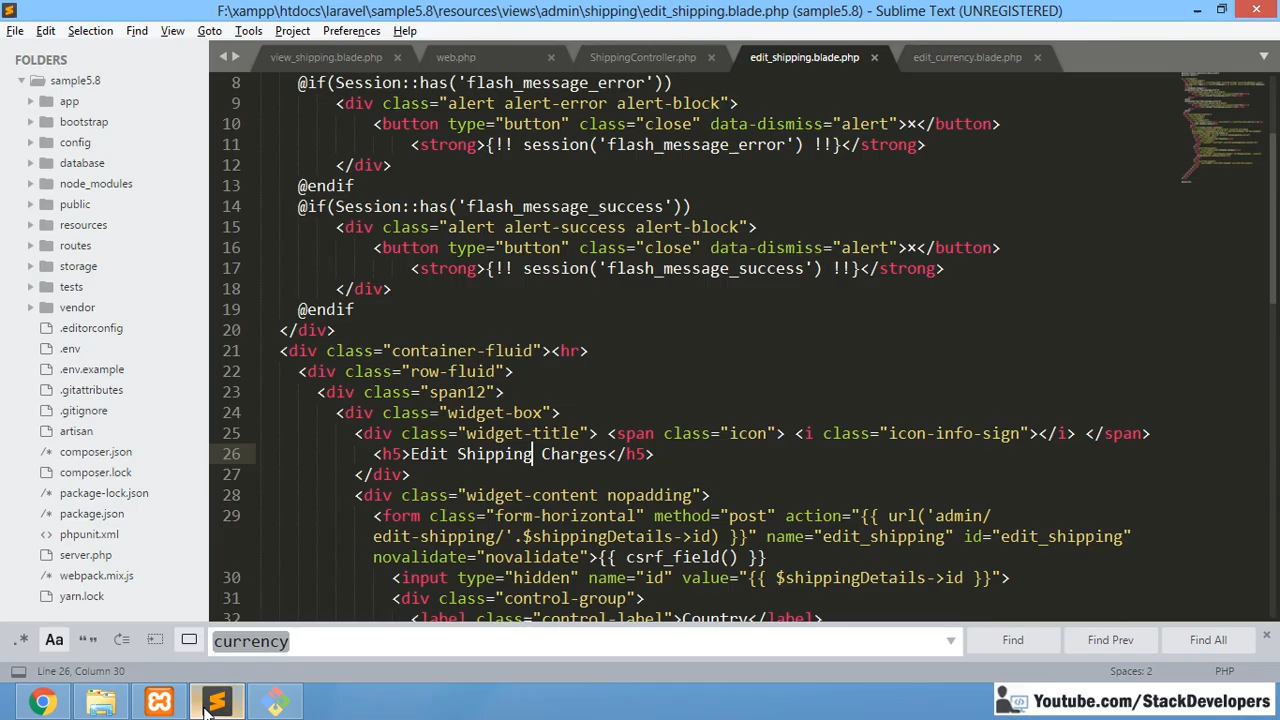 F:\xampp\htdocs\laravel\sample5.8\resources\views\admin\shipping\edit_shipping.blade.php (sample5.8) - Sublime Text (UNREGISTERED)
File Edit Selection Find View Goto Tools Project Preferences Help
FOLDERS
sample5.8
app
bootstrap
config
database
node_modules
public
resources
routes
storage
tests
vendor
.editorconfig
.env
.env.example
.gitattributes
.gitignore
artisan
composer.json
composer.lock
package-lock.json
package.json
phpunit.xml
server.php
webpack.mix.js
yarn.lock
view_shipping.blade.php × web.php × ShippingController.php × edit_shipping.blade.php × edit_currency.blade.php ×
8 @if(Session::has('flash_message_error'))
9 <div class="alert alert-error alert-block">
10 <button type="button" class="close" data-dismiss="alert">×</button>
11 <strong>{!! session('flash_message_error') !!}</strong>
12 </div>
13 @endif
14 @if(Session::has('flash_message_success'))
15 <div class="alert alert-success alert-block">
16 <button type="button" class="close" data-dismiss="alert">×</button>
17 <strong>{!! session('flash_message_success') !!}</strong>
18 </div>
19 @endif
20 </div>
21 <div class="container-fluid"><hr>
22 <div class="row-fluid">
23 <div class="span12">
24 <div class="widget-box">
25 <div class="widget-title"> <span class="icon"> <i class="icon-info-sign"></i> </span>
26 <h5>Edit Shipping Charges</h5>
27 </div>
28 <div class="widget-content nopadding">
29 <form class="form-horizontal" method="post" action="{{ url('admin/
edit-shipping/'.$shippingDetails->id) }}" name="edit_shipping" id="edit_shipping"
novalidate="novalidate">{{ csrf_field() }}
30 <input type="hidden" name="id" value="{{ $shippingDetails->id }}">
31 <div class="control-group">
32 <label class="control-label">Country</label>
.* Aa “” currency Find Find Prev Find All ×
Line 26, Column 30 Spaces: 2 PHP
Youtube.com/StackDevelopers